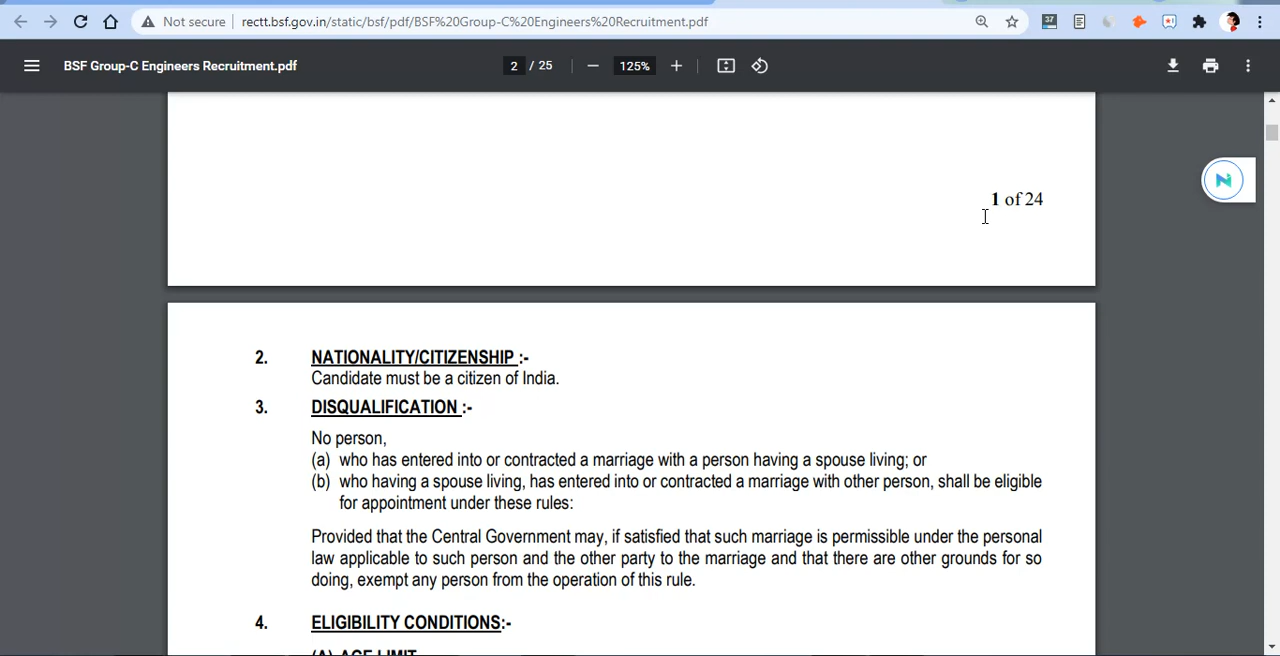 Not secure
rectt.bsf.gov.in/static/bsf/pdf/BSF%20Group-C%20Engineers%20Recruitment.pdf
37
BSF Group-C Engineers Recruitment.pdf
2 / 25
125%
1 of 24
2. NATIONALITY/CITIZENSHIP :-
Candidate must be a citizen of India.
3. DISQUALIFICATION :-
No person,
(a) who has entered into or contracted a marriage with a person having a spouse living; or
(b) who having a spouse living, has entered into or contracted a marriage with other person, shall be eligible
for appointment under these rules:
Provided that the Central Government may, if satisfied that such marriage is permissible under the personal
law applicable to such person and the other party to the marriage and that there are other grounds for so
doing, exempt any person from the operation of this rule.
4. ELIGIBILITY CONDITIONS:-
(A) AGE LIMIT